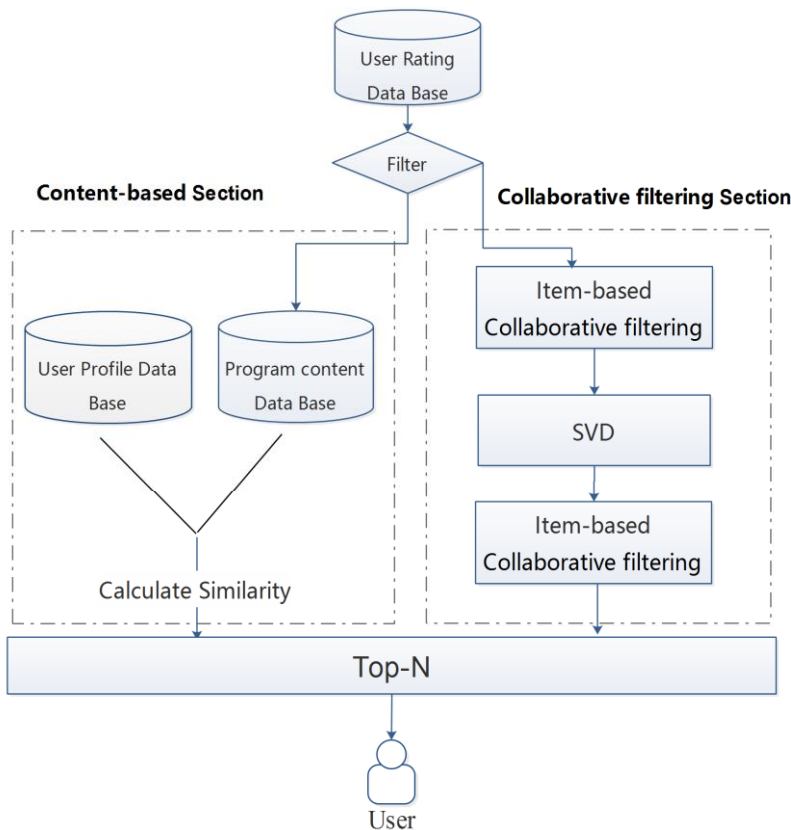 User Rating
Data Base
Filter
Content-based Section
Collaborative filtering Section
User Profile Data
Base
Program content
Data Base
Calculate Similarity
Item-based
Collaborative filtering
SVD
Item-based
Collaborative filtering
Top-N
User